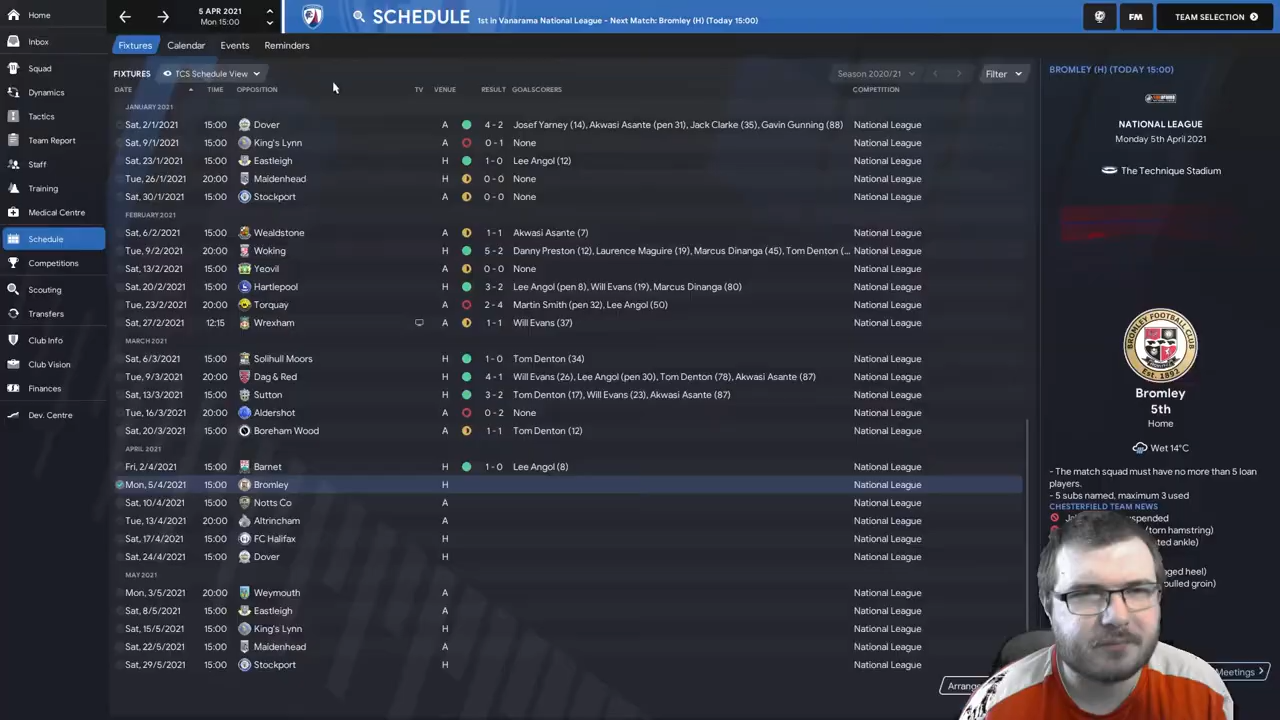 Home
5 APR 2021
Mon 15:00
SCHEDULE
1st in Vanarama National League - Next Match: Bromley (H) (Today 15:00)
FM
TEAM SELECTION
Inbox
Squad
Dynamics
Tactics
Team Report
Staff
Training
Medical Centre
Schedule
Competitions
Scouting
Transfers
Club Info
Club Vision
Finances
Dev. Centre
Fixtures Calendar Events Reminders
FIXTURES TCS Schedule View Season 2020/21 Filter
DATE TIME OPPOSITION TV VENUE RESULT GOALSCORERS COMPETITION
JANUARY 2021
Sat, 2/1/2021 15:00 Dover A 4 - 2 Josef Yarney (14), Akwasi Asante (pen 31), Jack Clarke (35), Gavin Gunning (88) National League
Sat, 9/1/2021 15:00 King's Lynn A 0 - 1 None National League
Sat, 23/1/2021 15:00 Eastleigh H 1 - 0 Lee Angol (12) National League
Tue, 26/1/2021 20:00 Maidenhead H 0 - 0 None National League
Sat, 30/1/2021 15:00 Stockport A 0 - 0 None National League
FEBRUARY 2021
Sat, 6/2/2021 15:00 Wealdstone A 1 - 1 Akwasi Asante (7) National League
Tue, 9/2/2021 20:00 Woking H 5 - 2 Danny Preston (12), Laurence Maguire (19), Marcus Dinanga (45), Tom Denton (... National League
Sat, 13/2/2021 15:00 Yeovil A 0 - 0 None National League
Sat, 20/2/2021 15:00 Hartlepool H 3 - 2 Lee Angol (pen 8), Will Evans (19), Marcus Dinanga (80) National League
Tue, 23/2/2021 20:00 Torquay A 2 - 4 Martin Smith (pen 32), Lee Angol (50) National League
Sat, 27/2/2021 12:15 Wrexham A 1 - 1 Will Evans (37) National League
MARCH 2021
Sat, 6/3/2021 15:00 Solihull Moors H 1 - 0 Tom Denton (34) National League
Tue, 9/3/2021 20:00 Dag & Red H 4 - 1 Will Evans (26), Lee Angol (pen 30), Tom Denton (78), Akwasi Asante (87) National League
Sat, 13/3/2021 15:00 Sutton H 3 - 2 Tom Denton (17), Will Evans (23), Akwasi Asante (87) National League
Tue, 16/3/2021 20:00 Aldershot A 0 - 2 None National League
Sat, 20/3/2021 15:00 Boreham Wood A 1 - 1 Tom Denton (12) National League
APRIL 2021
Fri, 2/4/2021 15:00 Barnet H 1 - 0 Lee Angol (8) National League
Mon, 5/4/2021 15:00 Bromley H National League
Sat, 10/4/2021 15:00 Notts Co A National League
Tue, 13/4/2021 20:00 Altrincham A National League
Sat, 17/4/2021 15:00 FC Halifax H National League
Sat, 24/4/2021 15:00 Dover H National League
MAY 2021
Mon, 3/5/2021 20:00 Weymouth A National League
Sat, 8/5/2021 15:00 Eastleigh A National League
Sat, 15/5/2021 15:00 King's Lynn H National League
Sat, 22/5/2021 15:00 Maidenhead A National League
Sat, 29/5/2021 15:00 Stockport H National League
BROMLEY (H) (TODAY 15:00)
NATIONAL LEAGUE
Monday 5th April 2021
The Technique Stadium
BROMLEY FOOTBALL CLUB
Est - 1892
Bromley
5th
Home
Wet 14°C
- The match squad must have no more than 5 loan
players.
- 5 subs named, maximum 3 used
CHESTERFIELD TEAM NEWS
suspended
/torn hamstring)
ankle)
heel)
groin)
Meetings